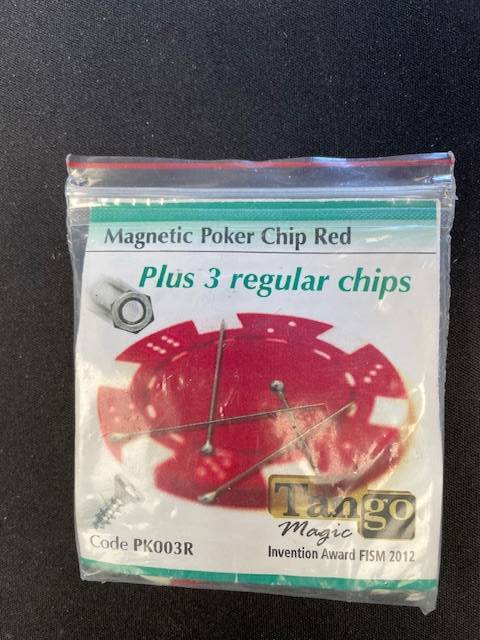 Magnetic Poker Chip Red
Plus 3 regular chips
Tango
Magic
Code PK003R
Invention Award FISM 2012